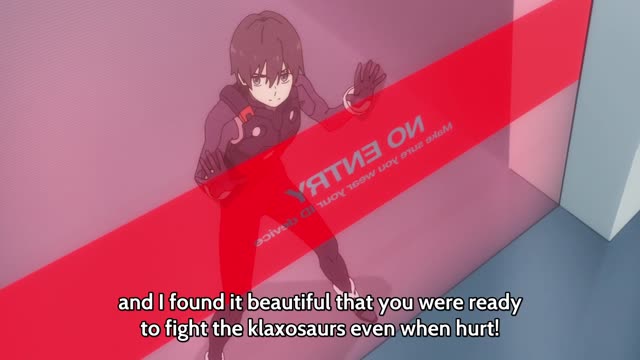 NO ENTRY
Make sure you wear your ID device
and I found it beautiful that you were ready
to fight the klaxosaurs even when hurt!